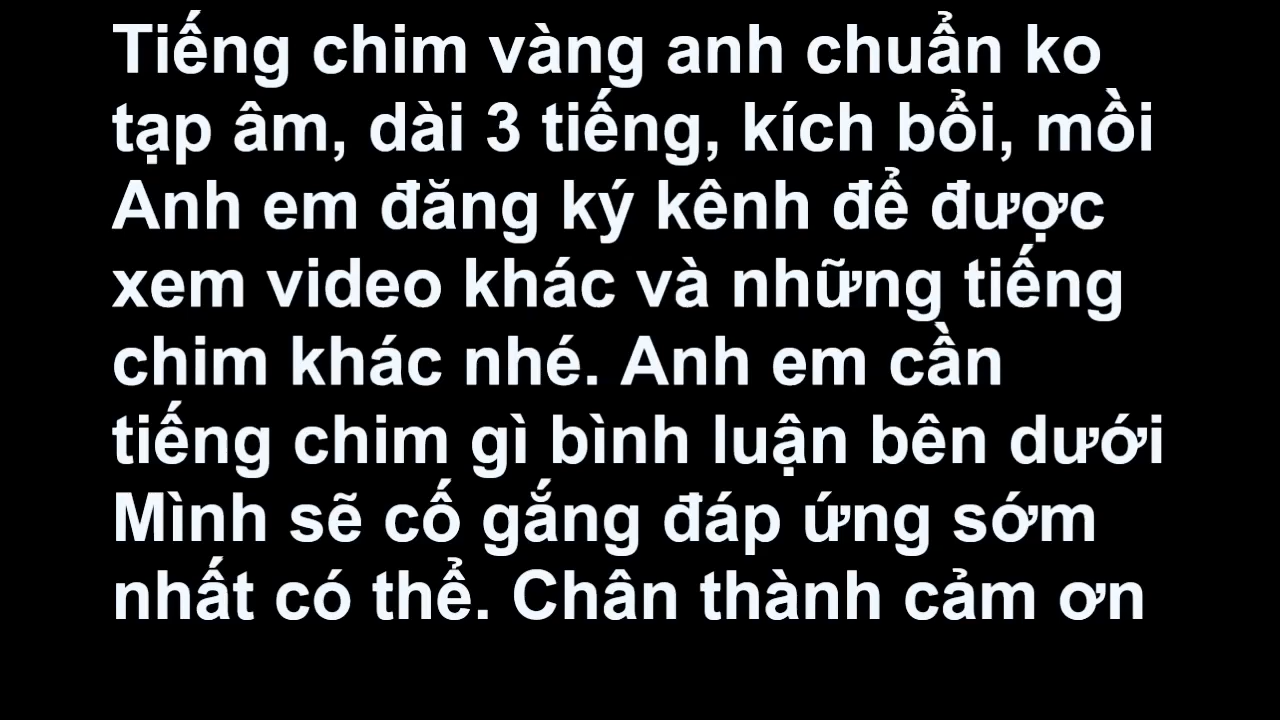 Tiếng chim vàng anh chuẩn ko
tạp âm, dài 3 tiếng, kích bổi, mồi
Anh em đăng ký kênh để được
xem video khác và những tiếng
chim khác nhé. Anh em cần
tiếng chim gì bình luận bên dưới
Mình sẽ cố gắng đáp ứng sớm
nhất có thể. Chân thành cảm ơn